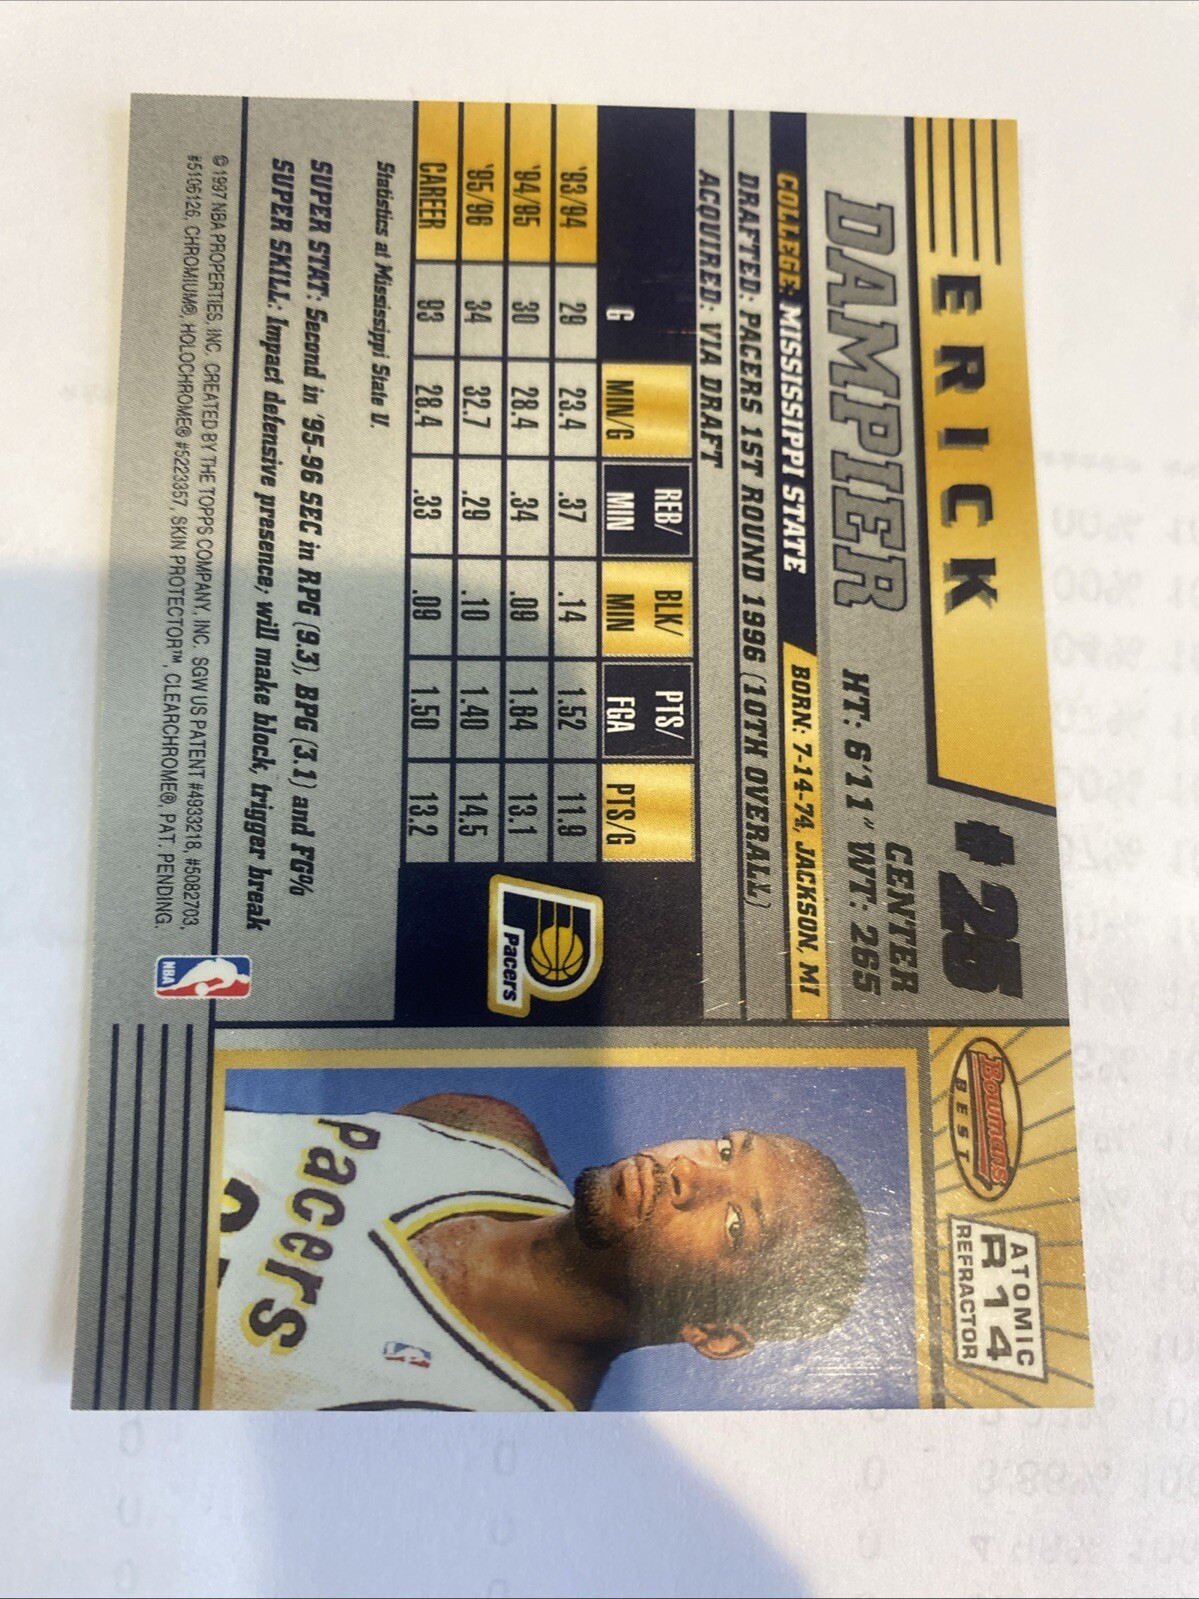 ERICK
#25
DAMPIER
CENTER
HT: 6'11" WT: 265
COLLEGE: MISSISSIPPI STATE
BORN: 7-14-74, JACKSON, MI
DRAFTED: PACERS 1ST ROUND 1996 (10TH OVERALL)
ACQUIRED: VIA DRAFT
G MIN/G REB/MIN BLK/MIN PTS/FGA PTS/G
'93/94 29 23.4 .37 .14 1.52 11.9
'94/95 30 28.4 .34 .09 1.84 13.1
'95/96 34 32.7 .29 .10 1.40 14.5
CAREER 93 28.4 .33 .09 1.50 13.2
Pacers
Statistics at Mississippi State U.
SUPER STAT: Second in '95-96 SEC in RPG (9.3), BPG (3.1) and FG%
SUPER SKILL: Impact defensive presence; will make block, trigger break
© 1997 NBA PROPERTIES, INC. CREATED BY THE TOPPS COMPANY, INC. SGW US PATENT #4933218, #5082703,
#5106126, CHROMIUM®, HOLOCHROME® #5223357, SKIN PROTECTOR™, CLEARCHROME®, PAT. PENDING.
NBA
Bowman's
BEST
ATOMIC
R14
REFRACTOR
Pacers